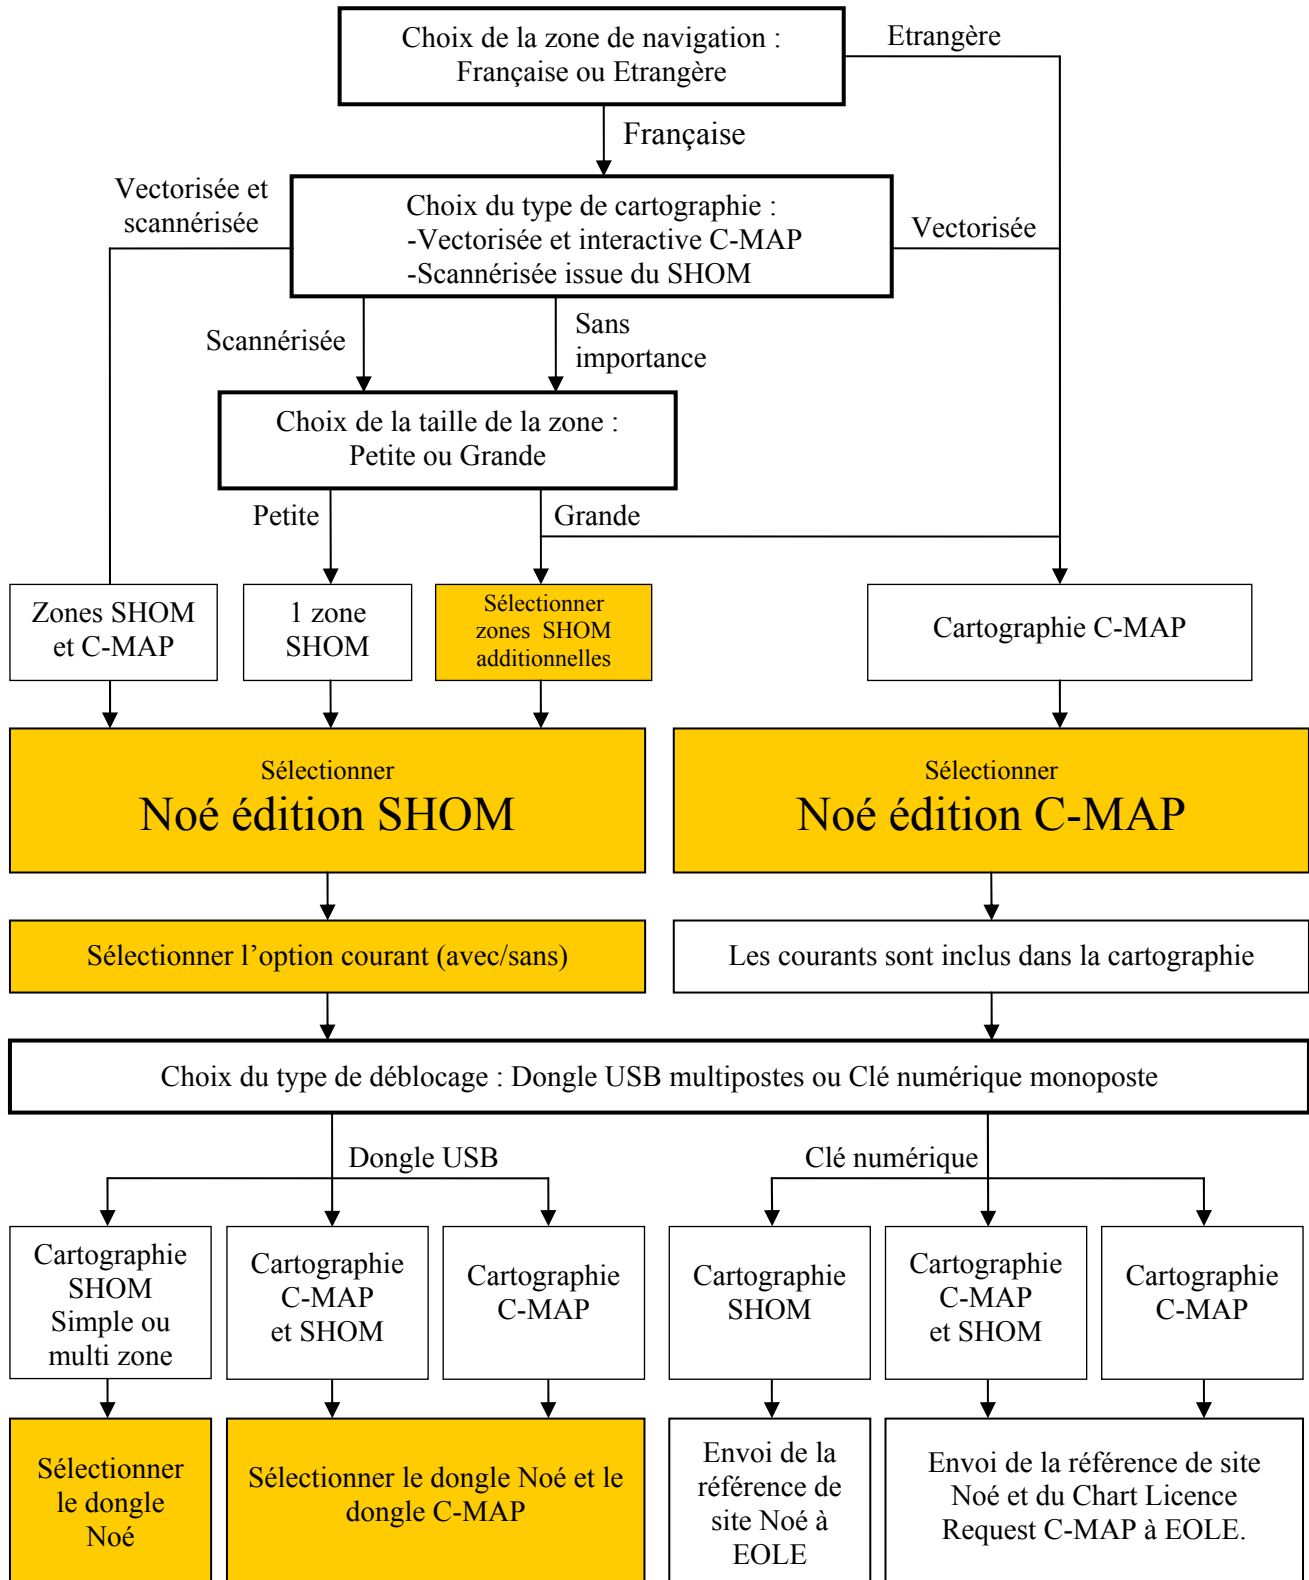 Choix de la zone de navigation :
Française ou Etrangère
Etrangère
Française
Vectorisée et
scannérisée
Choix du type de cartographie :
-Vectorisée et interactive C-MAP
-Scannérisée issue du SHOM
Vectorisée
Scannérisée
Sans
importance
Choix de la taille de la zone :
Petite ou Grande
Petite
Grande
Zones SHOM
et C-MAP
1 zone
SHOM
Sélectionner
zones SHOM
additionnelles
Cartographie C-MAP
Sélectionner
Noé édition SHOM
Sélectionner
Noé édition C-MAP
Sélectionner l’option courant (avec/sans)
Les courants sont inclus dans la cartographie
Choix du type de déblocage : Dongle USB multipostes ou Clé numérique monoposte
Dongle USB
Clé numérique
Cartographie
SHOM
Simple ou
multi zone
Cartographie
C-MAP
et SHOM
Cartographie
C-MAP
Cartographie
SHOM
Cartographie
C-MAP
et SHOM
Cartographie
C-MAP
Sélectionner
le dongle
Noé
Sélectionner le dongle Noé et le
dongle C-MAP
Envoi de la
référence de
site Noé à
EOLE
Envoi de la référence de site
Noé et du Chart Licence
Request C-MAP à EOLE.